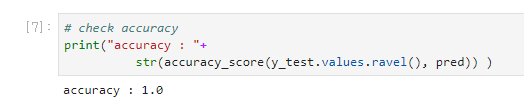 [7]: # check accuracy
print("accuracy : "+
str(accuracy_score(y_test.values.ravel(), pred)) )
accuracy : 1.0